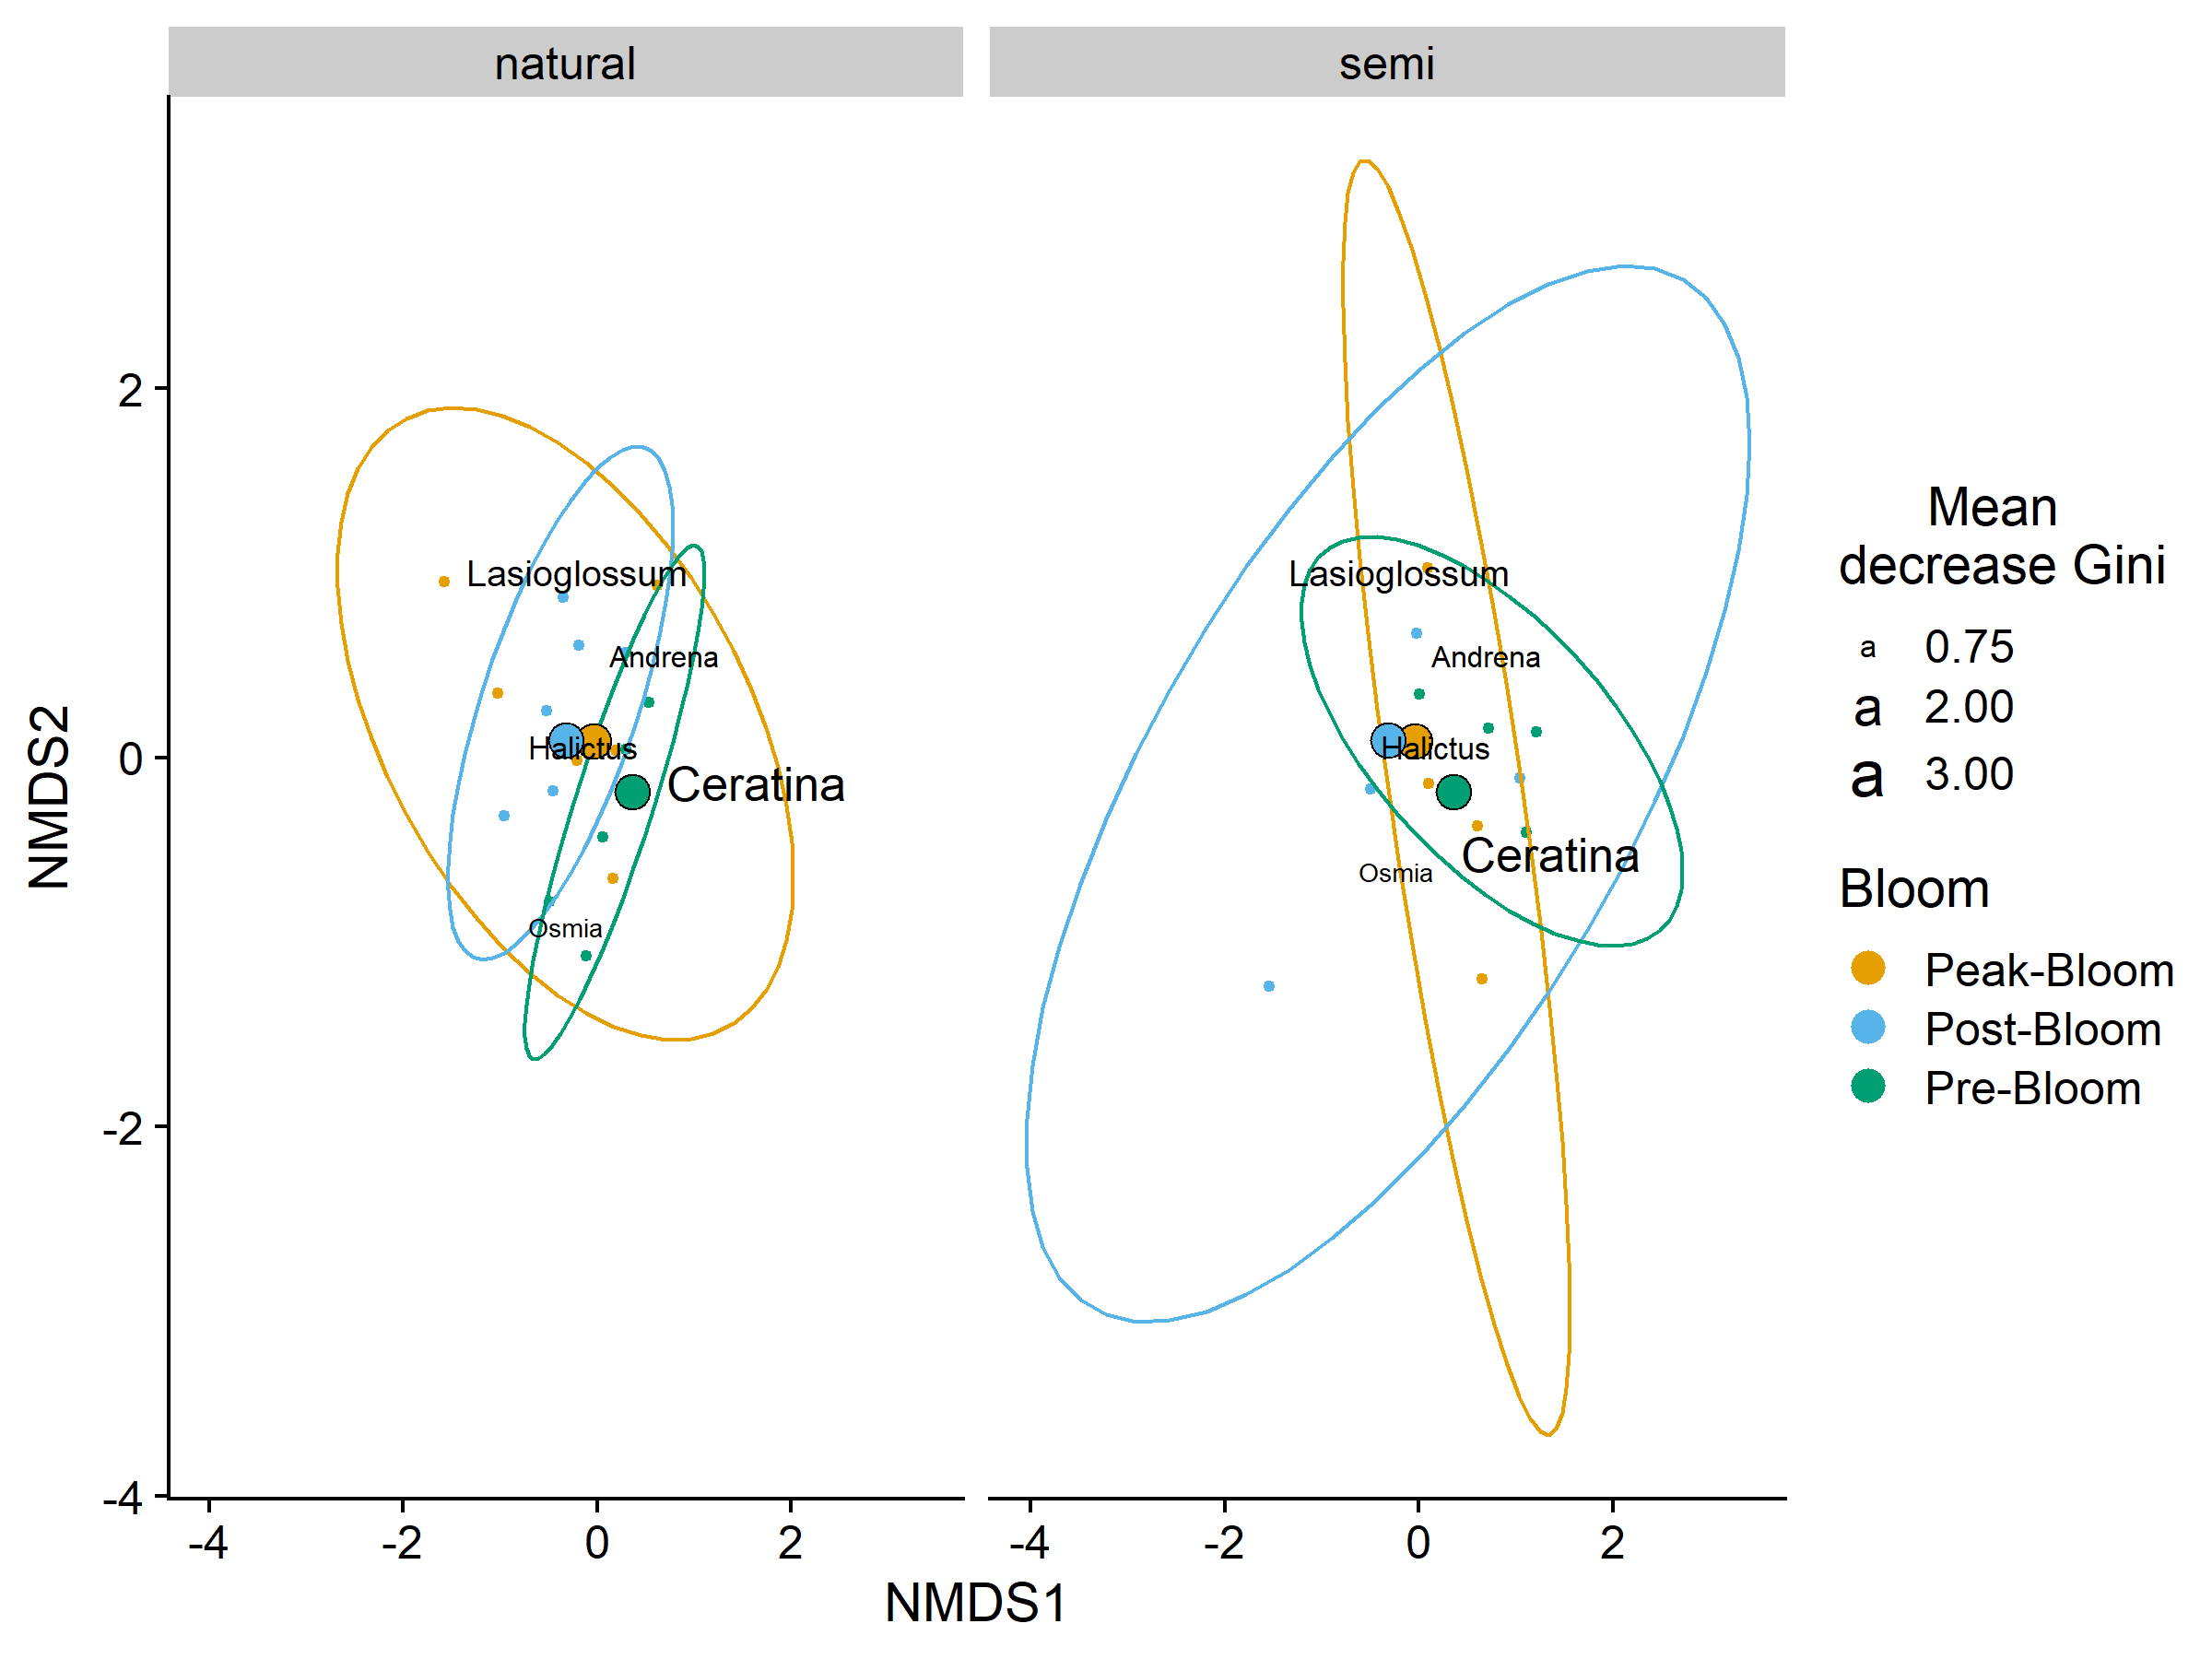 natural
semi
NMDS2
2
0
-2
-4
Lasioglossum
Andrena
Halictus
Ceratina
Osmia
Lasioglossum
Andrena
Halictus
Ceratina
Osmia
-4
-2
0
2
-4
-2
0
2
NMDS1
Mean
decrease Gini
a 0.75
a 2.00
a 3.00
Bloom
Peak-Bloom
Post-Bloom
Pre-Bloom